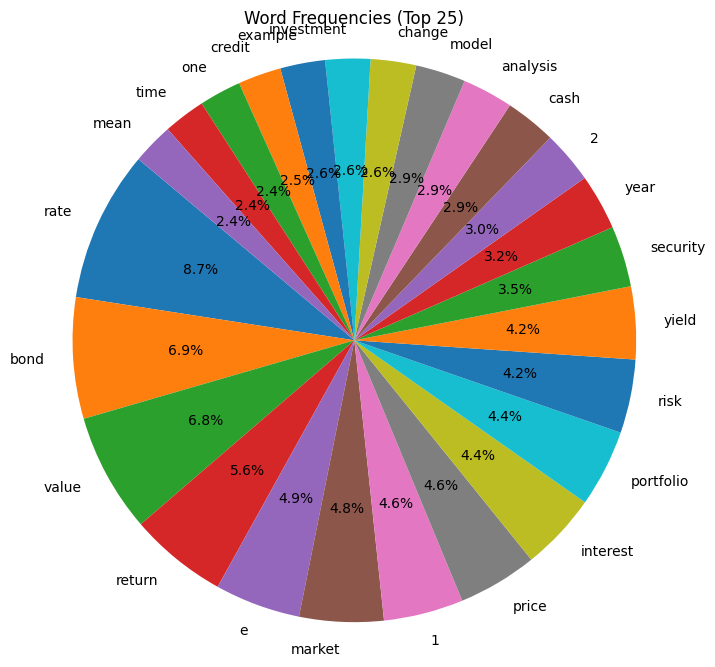 Word Frequencies (Top 25)
rate
8.7%
bond
6.9%
value
6.8%
return
5.6%
e
4.9%
market
4.8%
1
4.6%
price
4.6%
interest
4.4%
portfolio
4.4%
risk
4.2%
yield
4.2%
security
3.5%
year
3.2%
2
3.0%
cash
2.9%
analysis
2.9%
model
2.9%
change
2.6%
investment
2.6%
example
2.6%
credit
2.5%
one
2.4%
time
2.4%
mean
2.4%